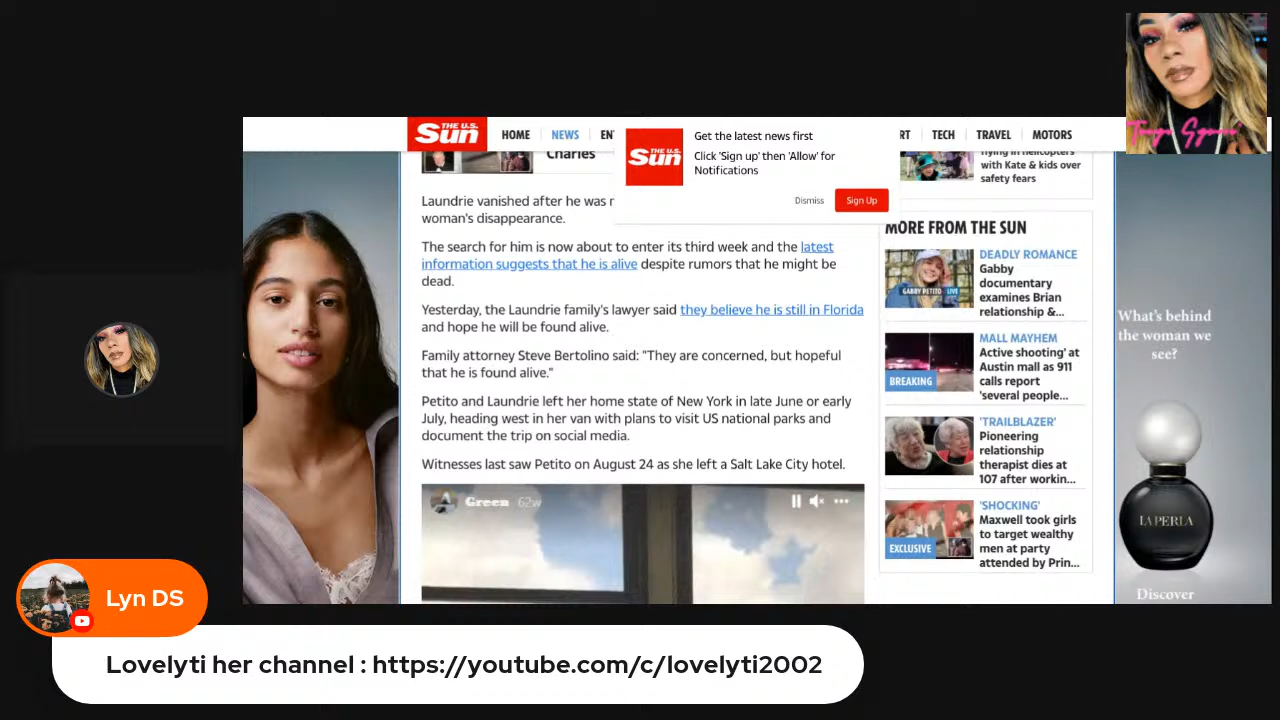 THE U.S. Sun
HOME
NEWS
EN
RT
TECH
TRAVEL
MOTORS
THE U.S. Sun
Get the latest news first
Click 'Sign up' then 'Allow' for
Notifications
Dismiss
Sign Up
Charles
Laundrie vanished after he was
woman's disappearance.
The search for him is now about to enter its third week and the latest
information suggests that he is alive despite rumors that he might be
dead.
Yesterday, the Laundrie family's lawyer said they believe he is still in Florida
and hope he will be found alive.
Family attorney Steve Bertolino said: "They are concerned, but hopeful
that he is found alive."
Petito and Laundrie left her home state of New York in late June or early
July, heading west in her van with plans to visit US national parks and
document the trip on social media.
Witnesses last saw Petito on August 24 as she left a Salt Lake City hotel.
Green 62w
flying in helicopters
with Kate & kids over
safety fears
MORE FROM THE SUN
GABBY PETITO LIVE
DEADLY ROMANCE
Gabby
documentary
examines Brian
relationship &...
BREAKING
MALL MAYHEM
Active shooting' at
Austin mall as 911
calls report
'several people...
'TRAILBLAZER'
Pioneering
relationship
therapist dies at
107 after workin...
EXCLUSIVE
'SHOCKING'
Maxwell took girls
to target wealthy
men at party
attended by Prin...
What's behind
the woman we
see?
LA PERLA
Discover
Lyn DS
Lovelyti her channel : https://youtube.com/c/lovelyti2002